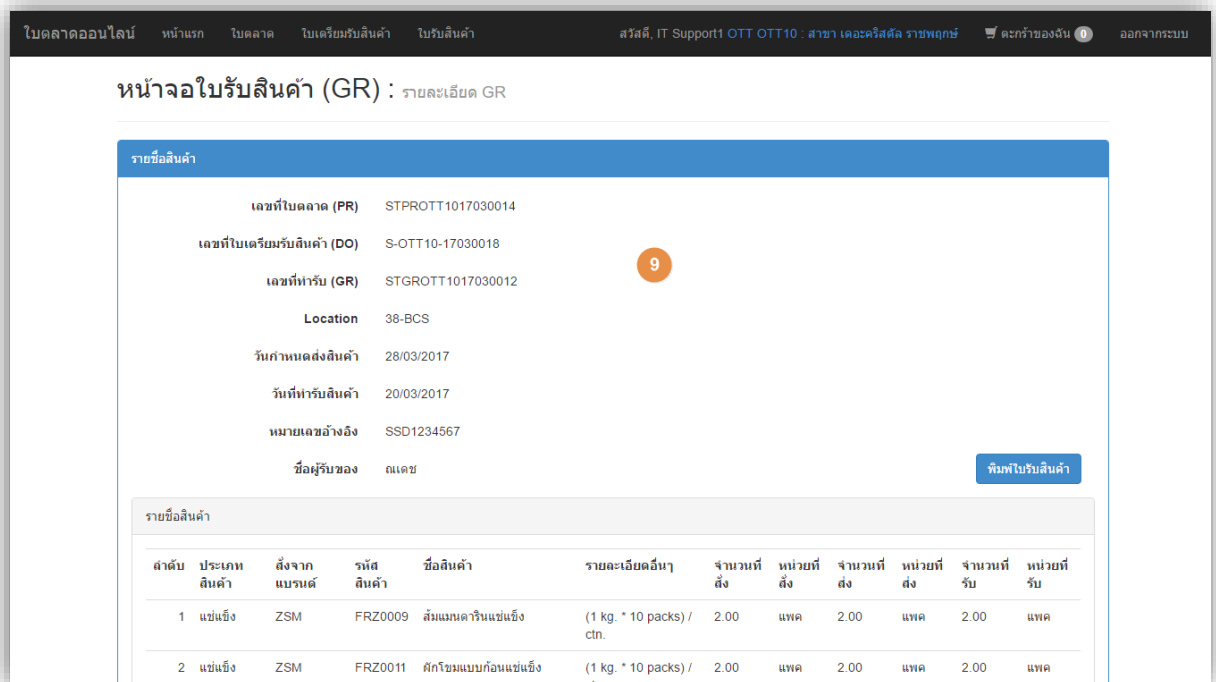 ใบตลาดออนไลน์ หน้าแรก ใบตลาด ใบเตรียมรับสินค้า ใบรับสินค้า สวัสดี, IT Support1 OTT OTT10 : สาขา เดอะคริสตัล ราชพฤกษ์ ตะกร้าของฉัน 0 ออกจากระบบ
หน้าจอใบรับสินค้า (GR) : รายละเอียด GR
รายชื่อสินค้า
เลขที่ใบตลาด (PR) STPROTT1017030014
เลขที่ใบเตรียมรับสินค้า (DO) S-OTT10-17030018
9
เลขที่ทำรับ (GR) STGROTT1017030012
Location 38-BCS
วันกำหนดส่งสินค้า 28/03/2017
วันที่ทำรับสินค้า 20/03/2017
หมายเลขอ้างอิง SSD1234567
ชื่อผู้รับของ ณเดช พิมพ์ใบรับสินค้า
รายชื่อสินค้า
ลำดับ ประเภท สั่งจาก รหัส ชื่อสินค้า รายละเอียดอื่นๆ จำนวนที่ หน่วยที่ จำนวนที่ หน่วยที่ จำนวนที่ หน่วยที่
สินค้า แบรนด์ สินค้า สั่ง สั่ง ส่ง ส่ง รับ รับ
1 แช่แข็ง ZSM FRZ0009 ส้มแมนดารินแช่แข็ง (1 kg. * 10 packs) / 2.00 แพค 2.00 แพค 2.00 แพค
ctn.
2 แช่แข็ง ZSM FRZ0011 ผักโขมแบบก้อนแช่แข็ง (1 kg. * 10 packs) / 2.00 แพค 2.00 แพค 2.00 แพค